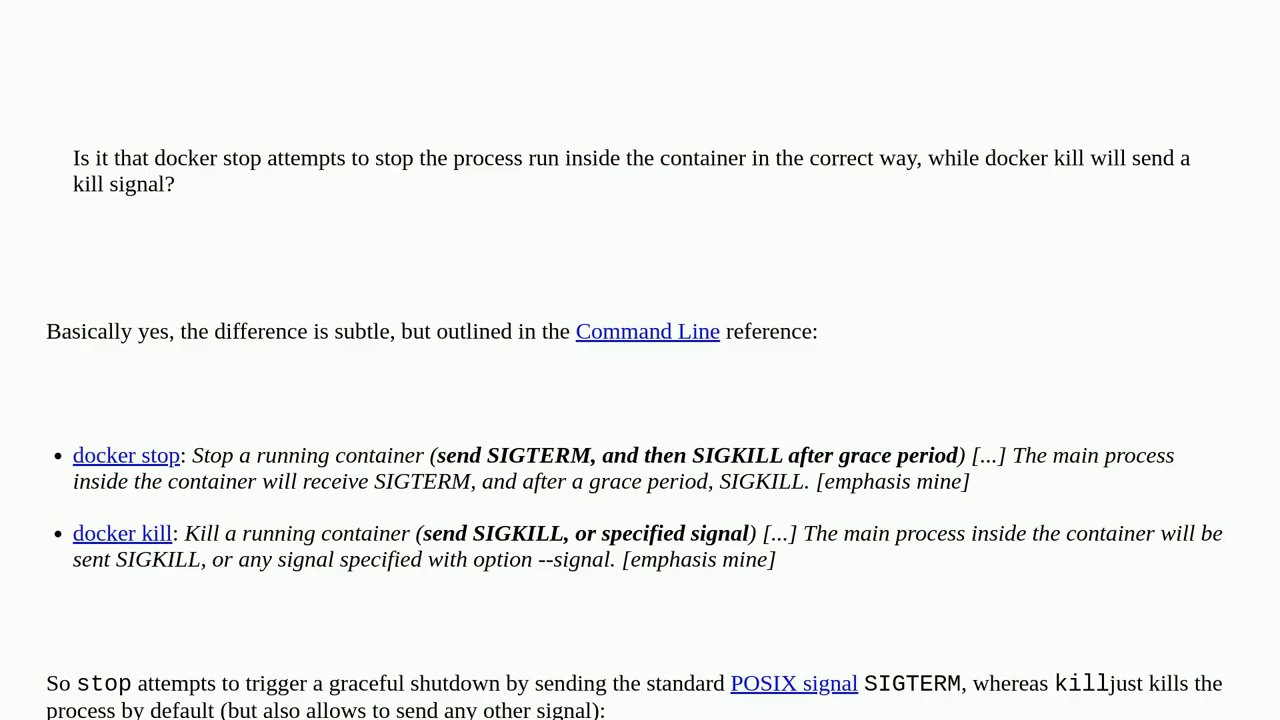 Is it that docker stop attempts to stop the process run inside the container in the correct way, while docker kill will send a
kill signal?
Basically yes, the difference is subtle, but outlined in the Command Line reference:
• docker stop: Stop a running container (send SIGTERM, and then SIGKILL after grace period) [...] The main process
inside the container will receive SIGTERM, and after a grace period, SIGKILL. [emphasis mine]
• docker kill: Kill a running container (send SIGKILL, or specified signal) [...] The main process inside the container will be
sent SIGKILL, or any signal specified with option --signal. [emphasis mine]
So stop attempts to trigger a graceful shutdown by sending the standard POSIX signal SIGTERM, whereas killjust kills the
process by default (but also allows to send any other signal):